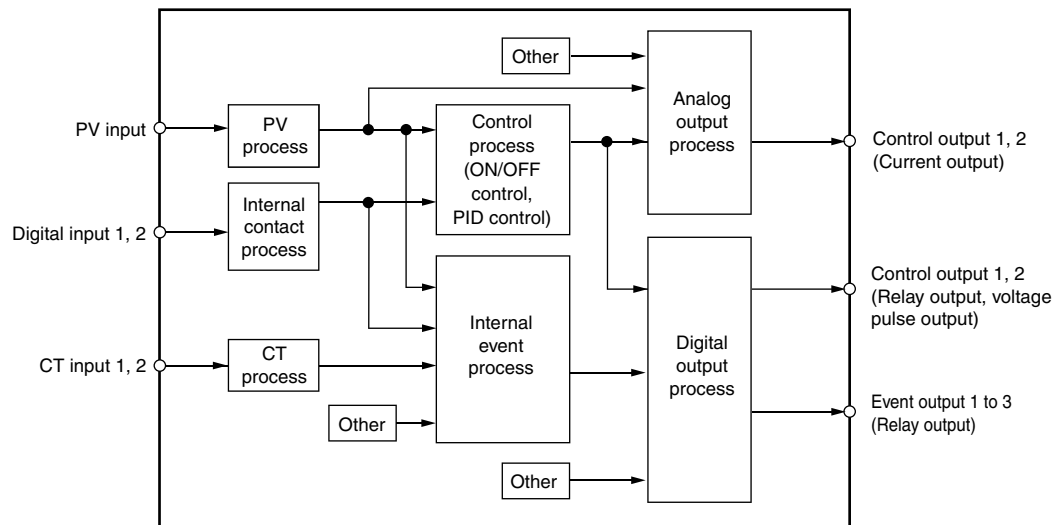 Other
Analog
output
process
PV input
PV
process
Control
process
(ON/OFF
control,
PID control)
Control output 1, 2
(Current output)
Digital input 1, 2
Internal
contact
process
Control output 1, 2
(Relay output, voltage
pulse output)
Internal
event
process
Digital
output
process
CT input 1, 2
CT
process
Other
Event output 1 to 3
(Relay output)
Other